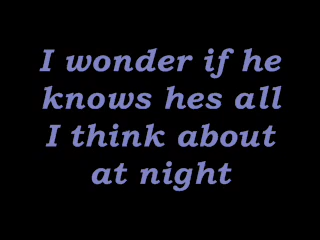 I wonder if he
knows hes all
I think about
at night